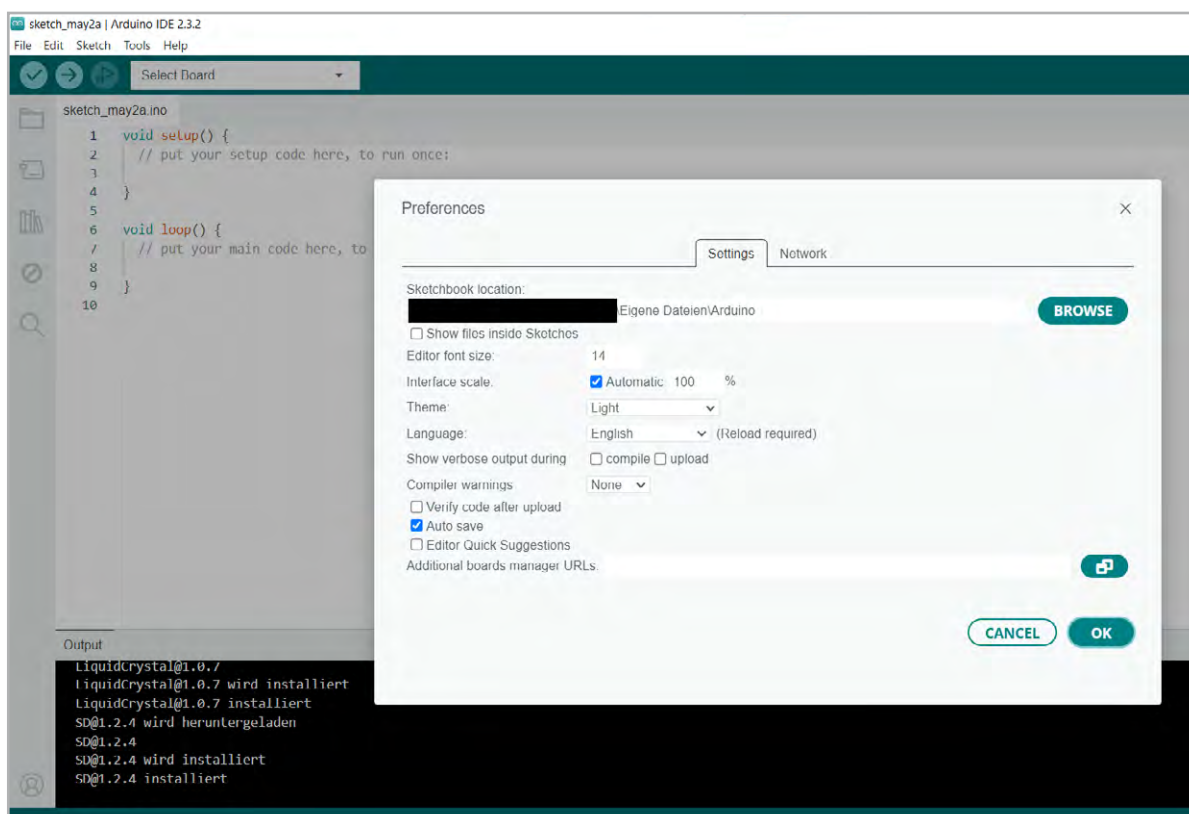 sketch_may2a | Arduino IDE 2.3.2
File Edit Sketch Tools Help
Select Board
sketch_may2a.ino
1 void setup() {
2 // put your setup code here, to run once:
3
4 }
5
6 void loop() {
7 // put your main code here, to
8
9 }
10
Preferences
Settings Network
Sketchbook location:
\Eigene Dateien\Arduino
BROWSE
Show files inside Sketches
Editor font size: 14
Interface scale: Automatic 100 %
Theme: Light
Language: English (Reload required)
Show verbose output during compile upload
Compiler warnings None
Verify code after upload
Auto save
Editor Quick Suggestions
Additional boards manager URLs:
CANCEL OK
Output
LiquidCrystal@1.0.7
LiquidCrystal@1.0.7 wird installiert
LiquidCrystal@1.0.7 installiert
SD@1.2.4 wird heruntergeladen
SD@1.2.4
SD@1.2.4 wird installiert
SD@1.2.4 installiert